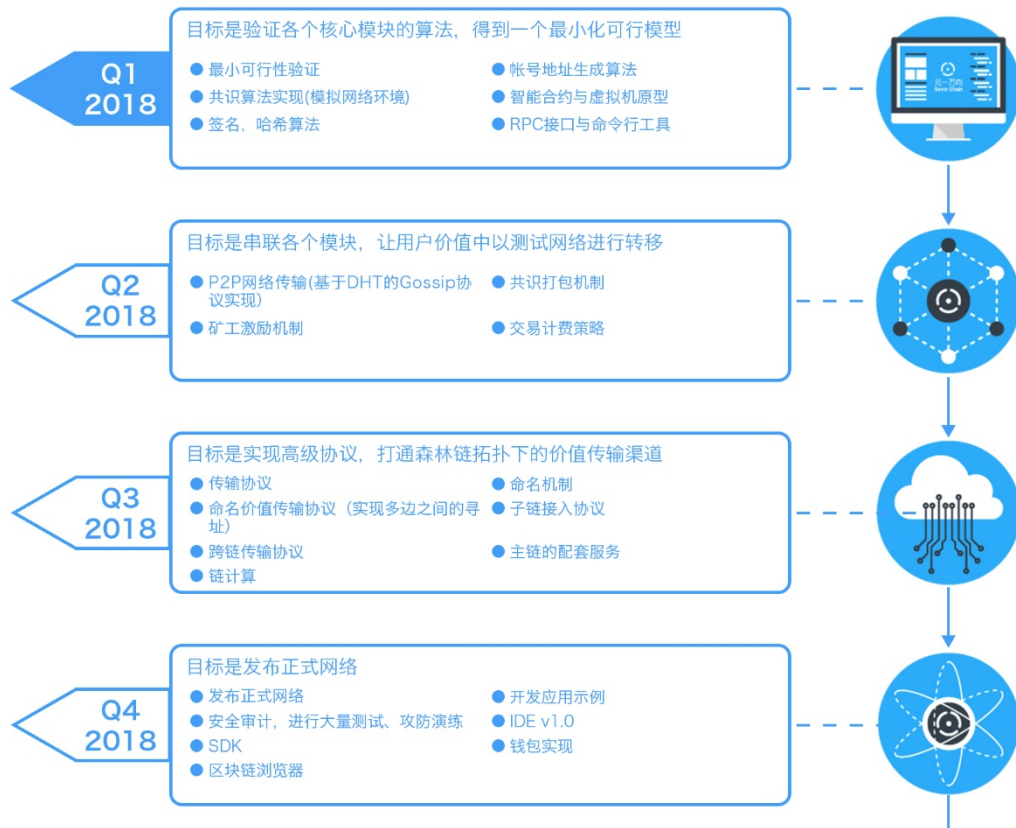 Q1
2018
目标是验证各个核心模块的算法，得到一个最小化可行模型
最小可行性验证
共识算法实现(模拟网络环境)
签名，哈希算法
帐号地址生成算法
智能合约与虚拟机原型
RPC接口与命令行工具
元一万向
Q2
2018
目标是串联各个模块，让用户价值中以测试网络进行转移
P2P网络传输(基于DHT的Gossip协
议实现)
矿工激励机制
共识打包机制
交易计费策略
Q3
2018
目标是实现高级协议，打通森林链拓扑下的价值传输渠道
传输协议
命名价值传输协议（实现多边之间的寻
址）
跨链传输协议
链计算
命名机制
子链接入协议
主链的配套服务
Q4
2018
目标是发布正式网络
发布正式网络
安全审计，进行大量测试、攻防演练
SDK
区块链浏览器
开发应用示例
IDE v1.0
钱包实现